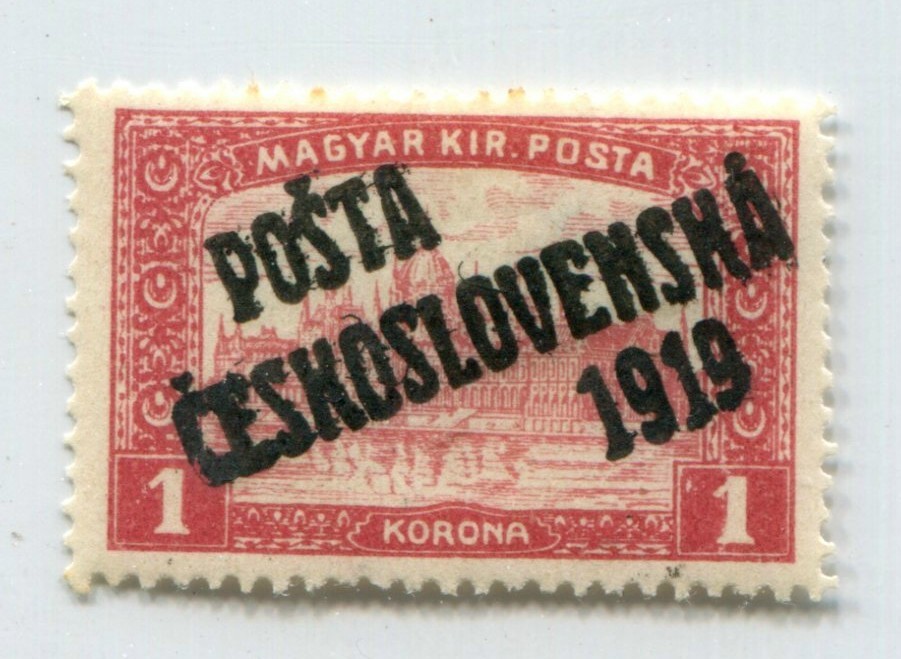 MAGYAR KIR. POSTA
POŠTA
ČESKOSLOVENSKÁ
1919
1 KORONA 1